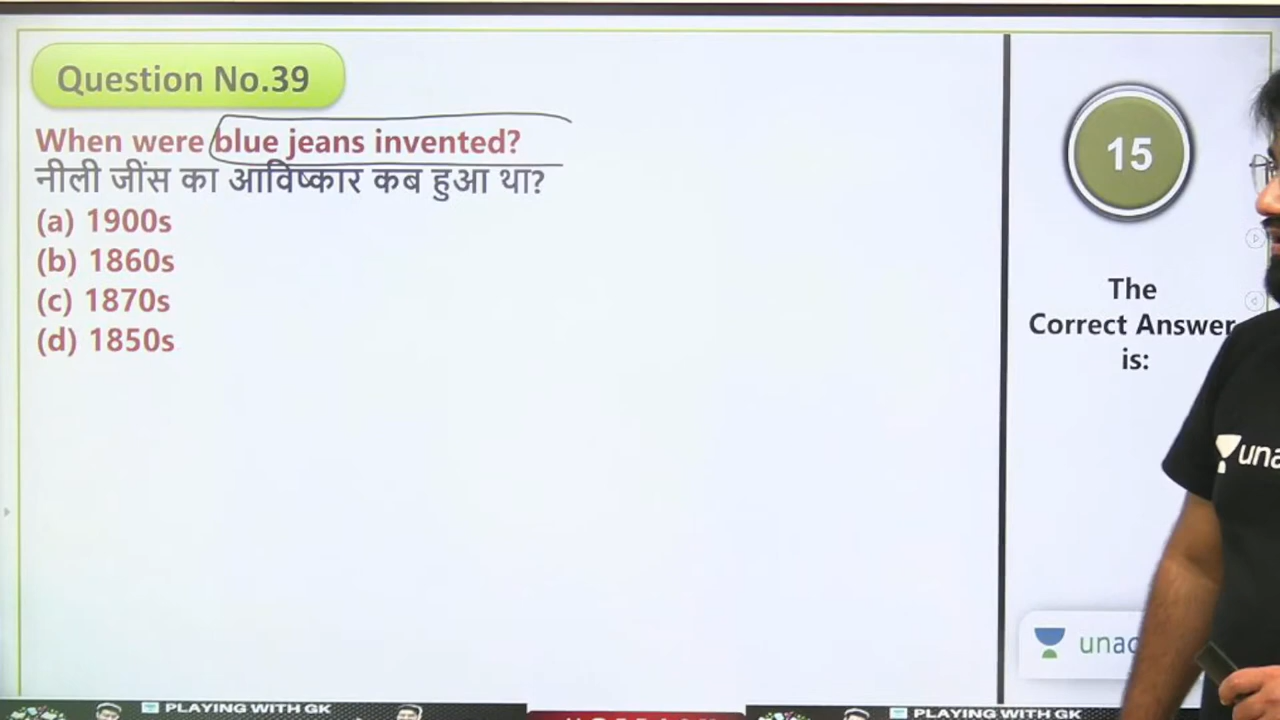 Question No.39
When were blue jeans invented?
नीली जींस का आविष्कार कब हुआ था?
(a) 1900s
(b) 1860s
(c) 1870s
(d) 1850s
15
The
Correct Answer
is:
una
unac
PLAYING WITH GK
PLAYING WITH GK